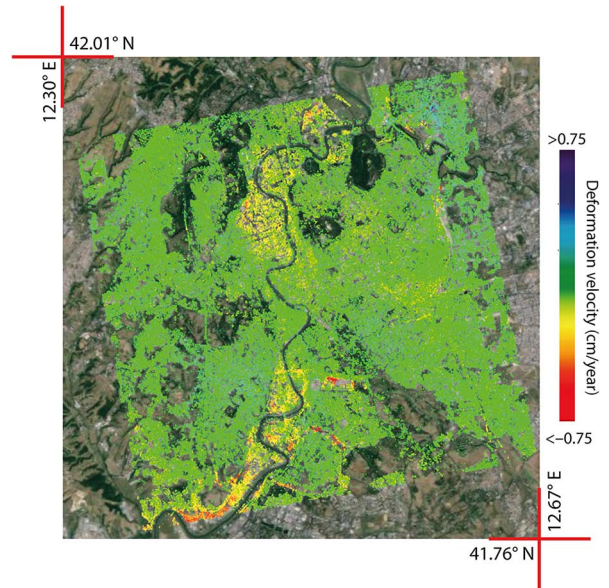 42.01° N
12.30° E
>0.75
Deformation velocity (cm/year)
<−0.75
12.67° E
41.76° N